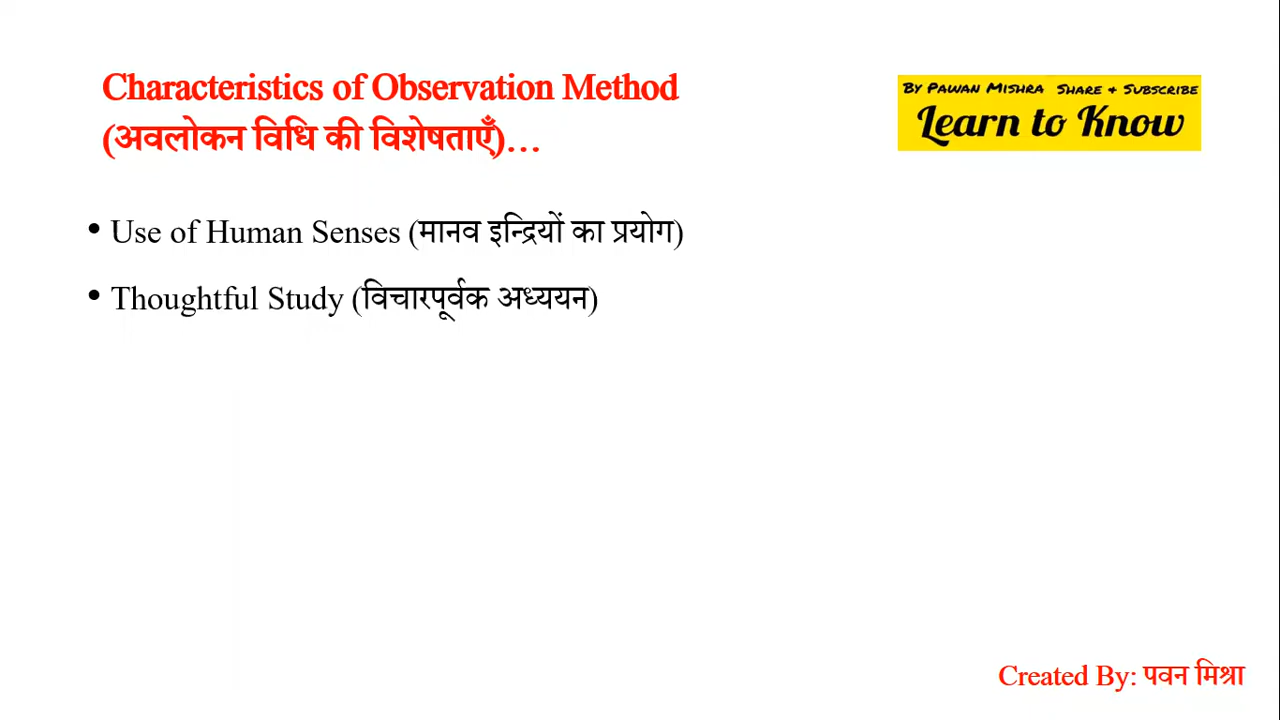 Characteristics of Observation Method
(अवलोकन विधि की विशेषताएँ)...
By Pawan Mishra Share & Subscribe
Learn to Know
• Use of Human Senses (मानव इन्द्रियों का प्रयोग)
• Thoughtful Study (विचारपूर्वक अध्ययन)
Created By: पवन मिश्रा